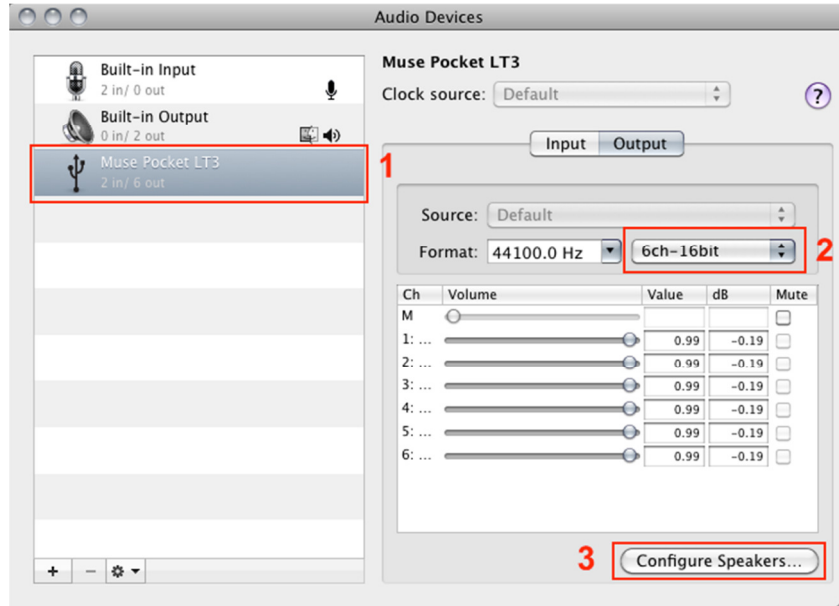 Audio Devices
Built-in Input
2 in/ 0 out
Built-in Output
0 in/ 2 out
Muse Pocket LT3
2 in/ 6 out
1
Muse Pocket LT3
Clock source: Default
?
Input Output
Source: Default
Format: 44100.0 Hz 6ch-16bit 2
Ch Volume Value dB Mute
M
1: ... 0.99 -0.19
2: ... 0.99 -0.19
3: ... 0.99 -0.19
4: ... 0.99 -0.19
5: ... 0.99 -0.19
6: ... 0.99 -0.19
3 Configure Speakers...